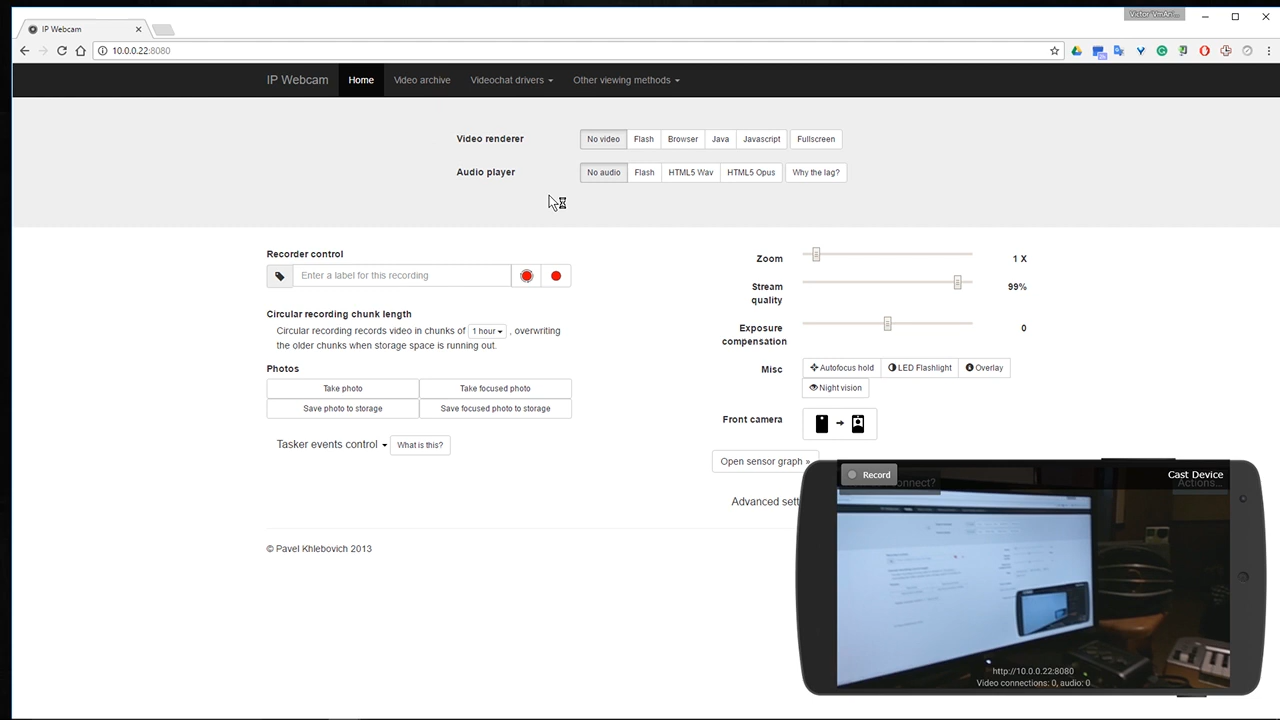 Victor VmAni...
IP Webcam
10.0.0.22:8080
IP Webcam Home Video archive Videochat drivers Other viewing methods
Video renderer No video Flash Browser Java Javascript Fullscreen
Audio player No audio Flash HTML5 Wav HTML5 Opus Why the lag?
Recorder control
Enter a label for this recording
Circular recording chunk length
Circular recording records video in chunks of 1 hour , overwriting
the older chunks when storage space is running out.
Photos
Take photo Take focused photo
Save photo to storage Save focused photo to storage
Tasker events control What is this?
© Pavel Khlebovich 2013
Zoom 1 X
Stream
quality 99%
Exposure
compensation 0
Misc Autofocus hold LED Flashlight Overlay
Night vision
Front camera
Open sensor graph »
Advanced sett
Record Cast Device
onnect? Actions...
http://10.0.0.22:8080
Video connections: 0, audio: 0